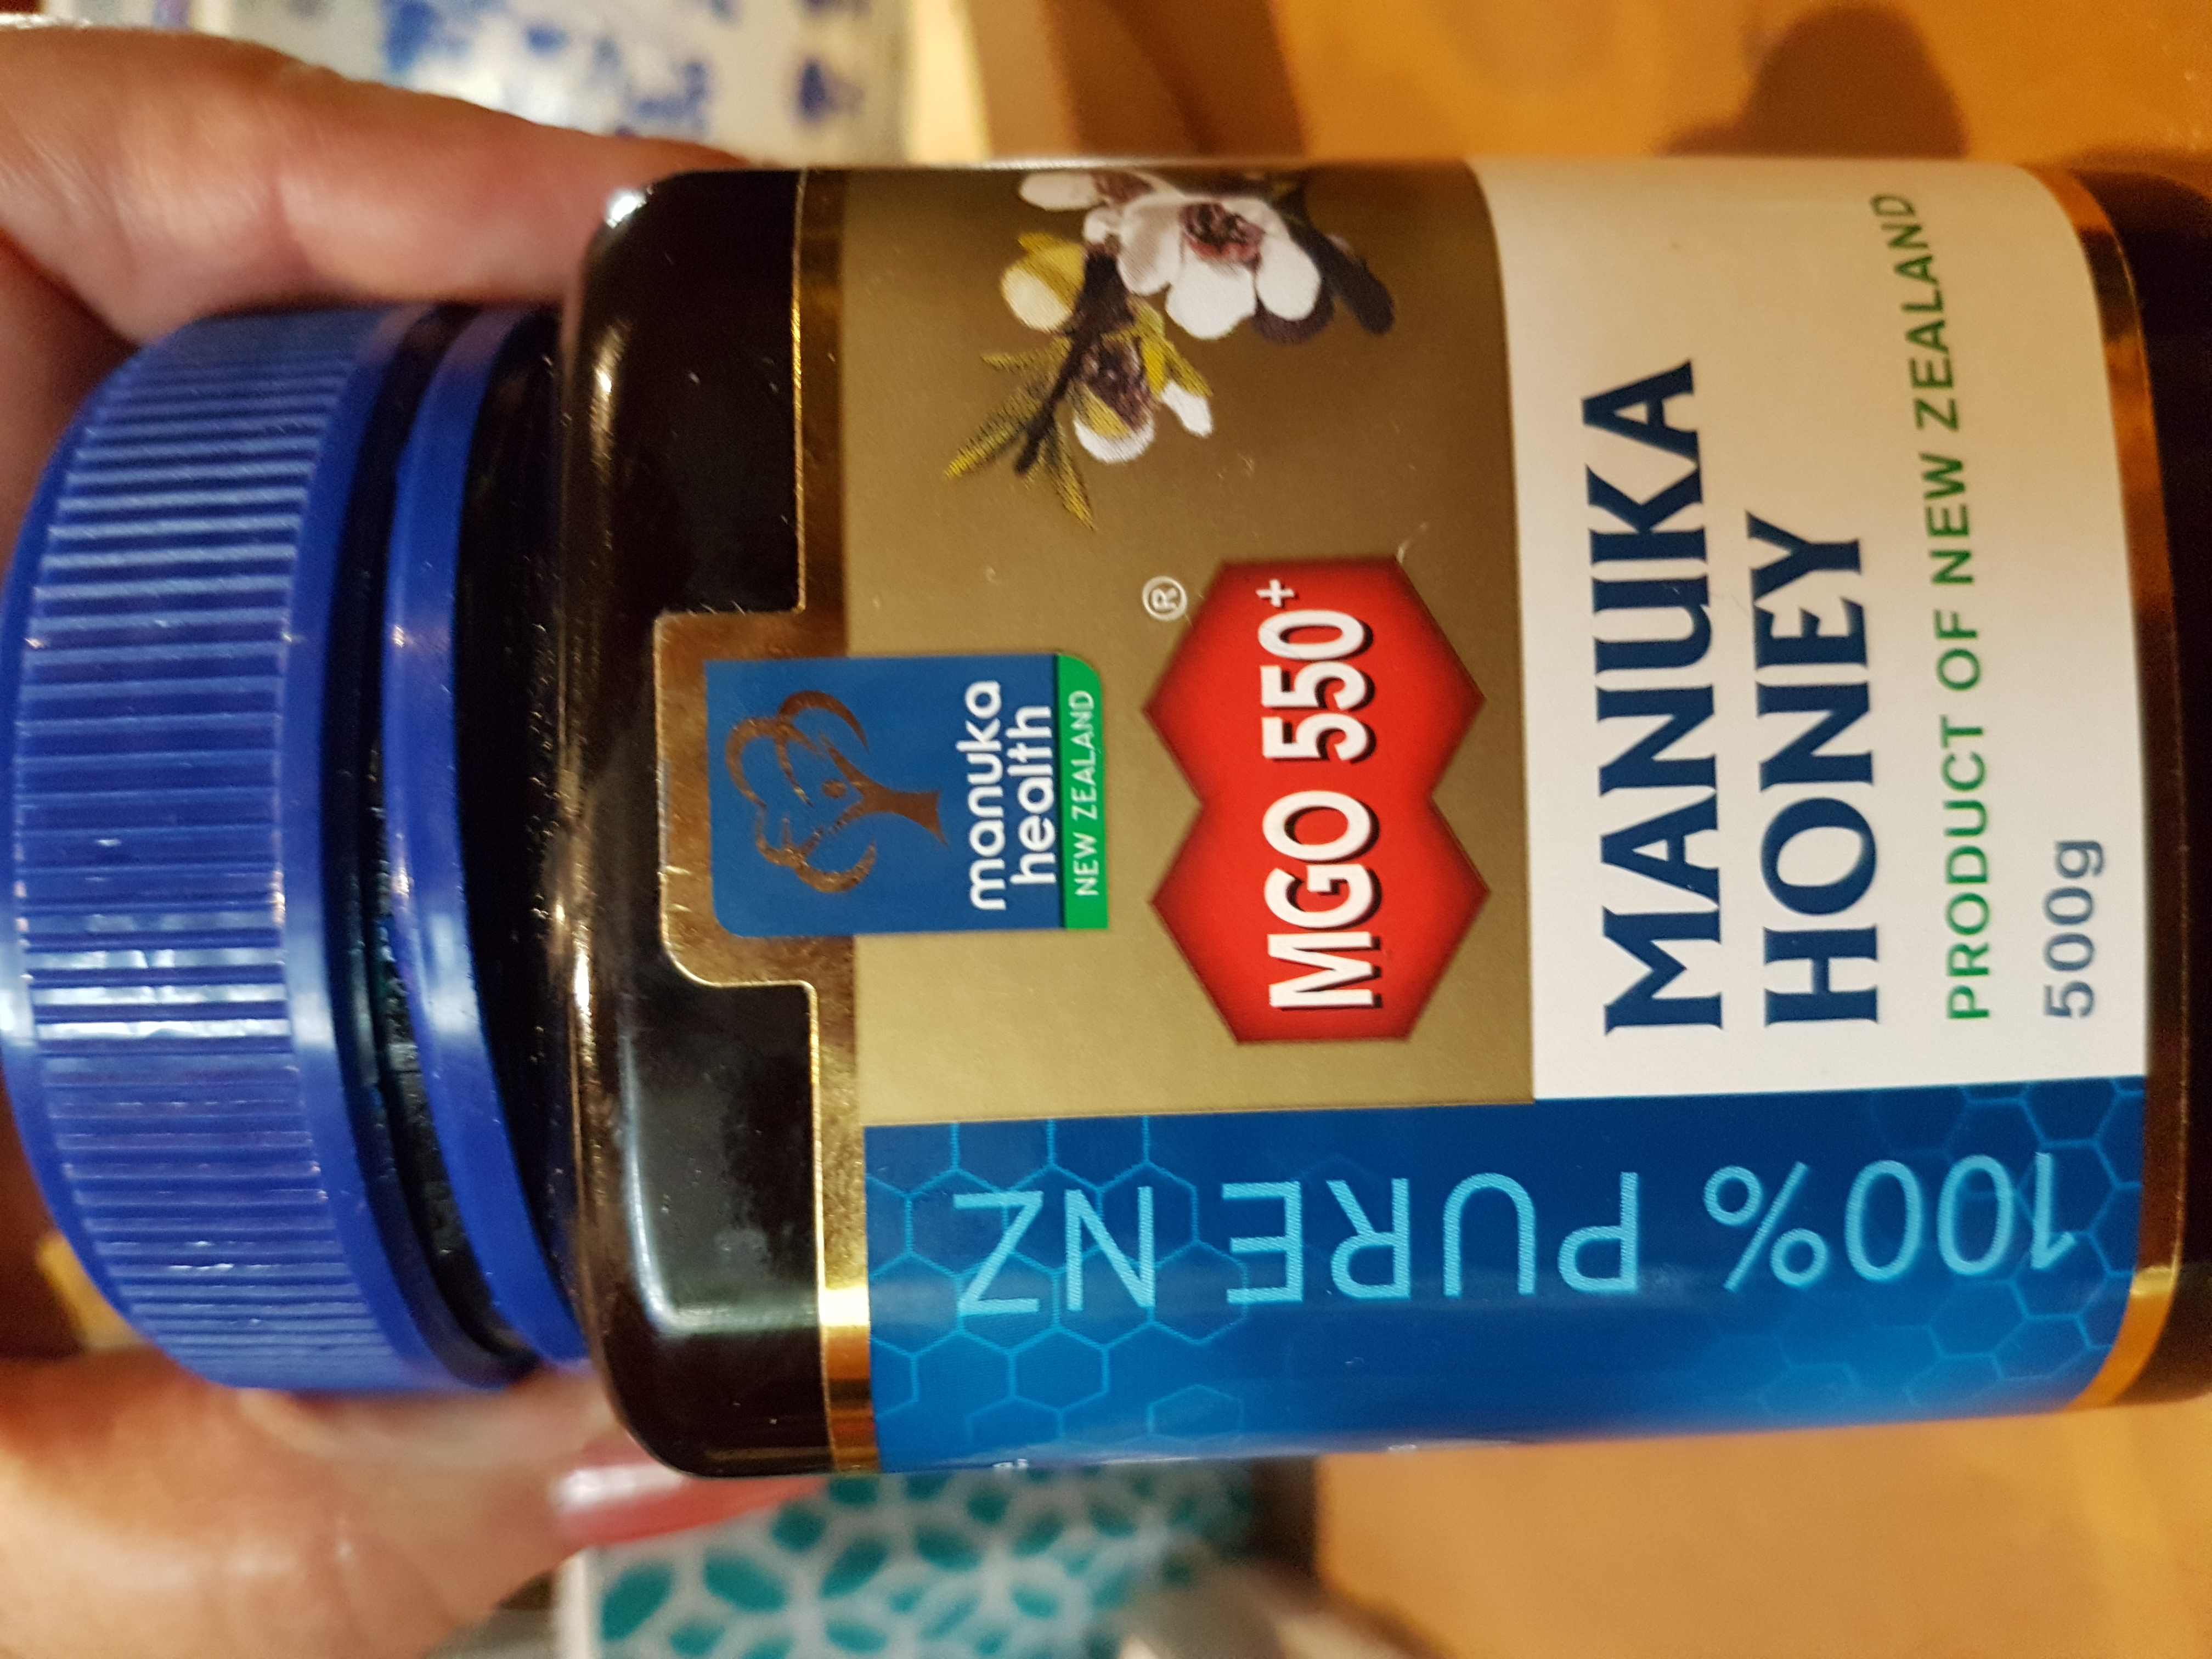 manuka
health
NEW ZEALAND
®
MGO 550+
MANUKA
HONEY
PRODUCT OF NEW ZEALAND
500g
100% PURE NZ